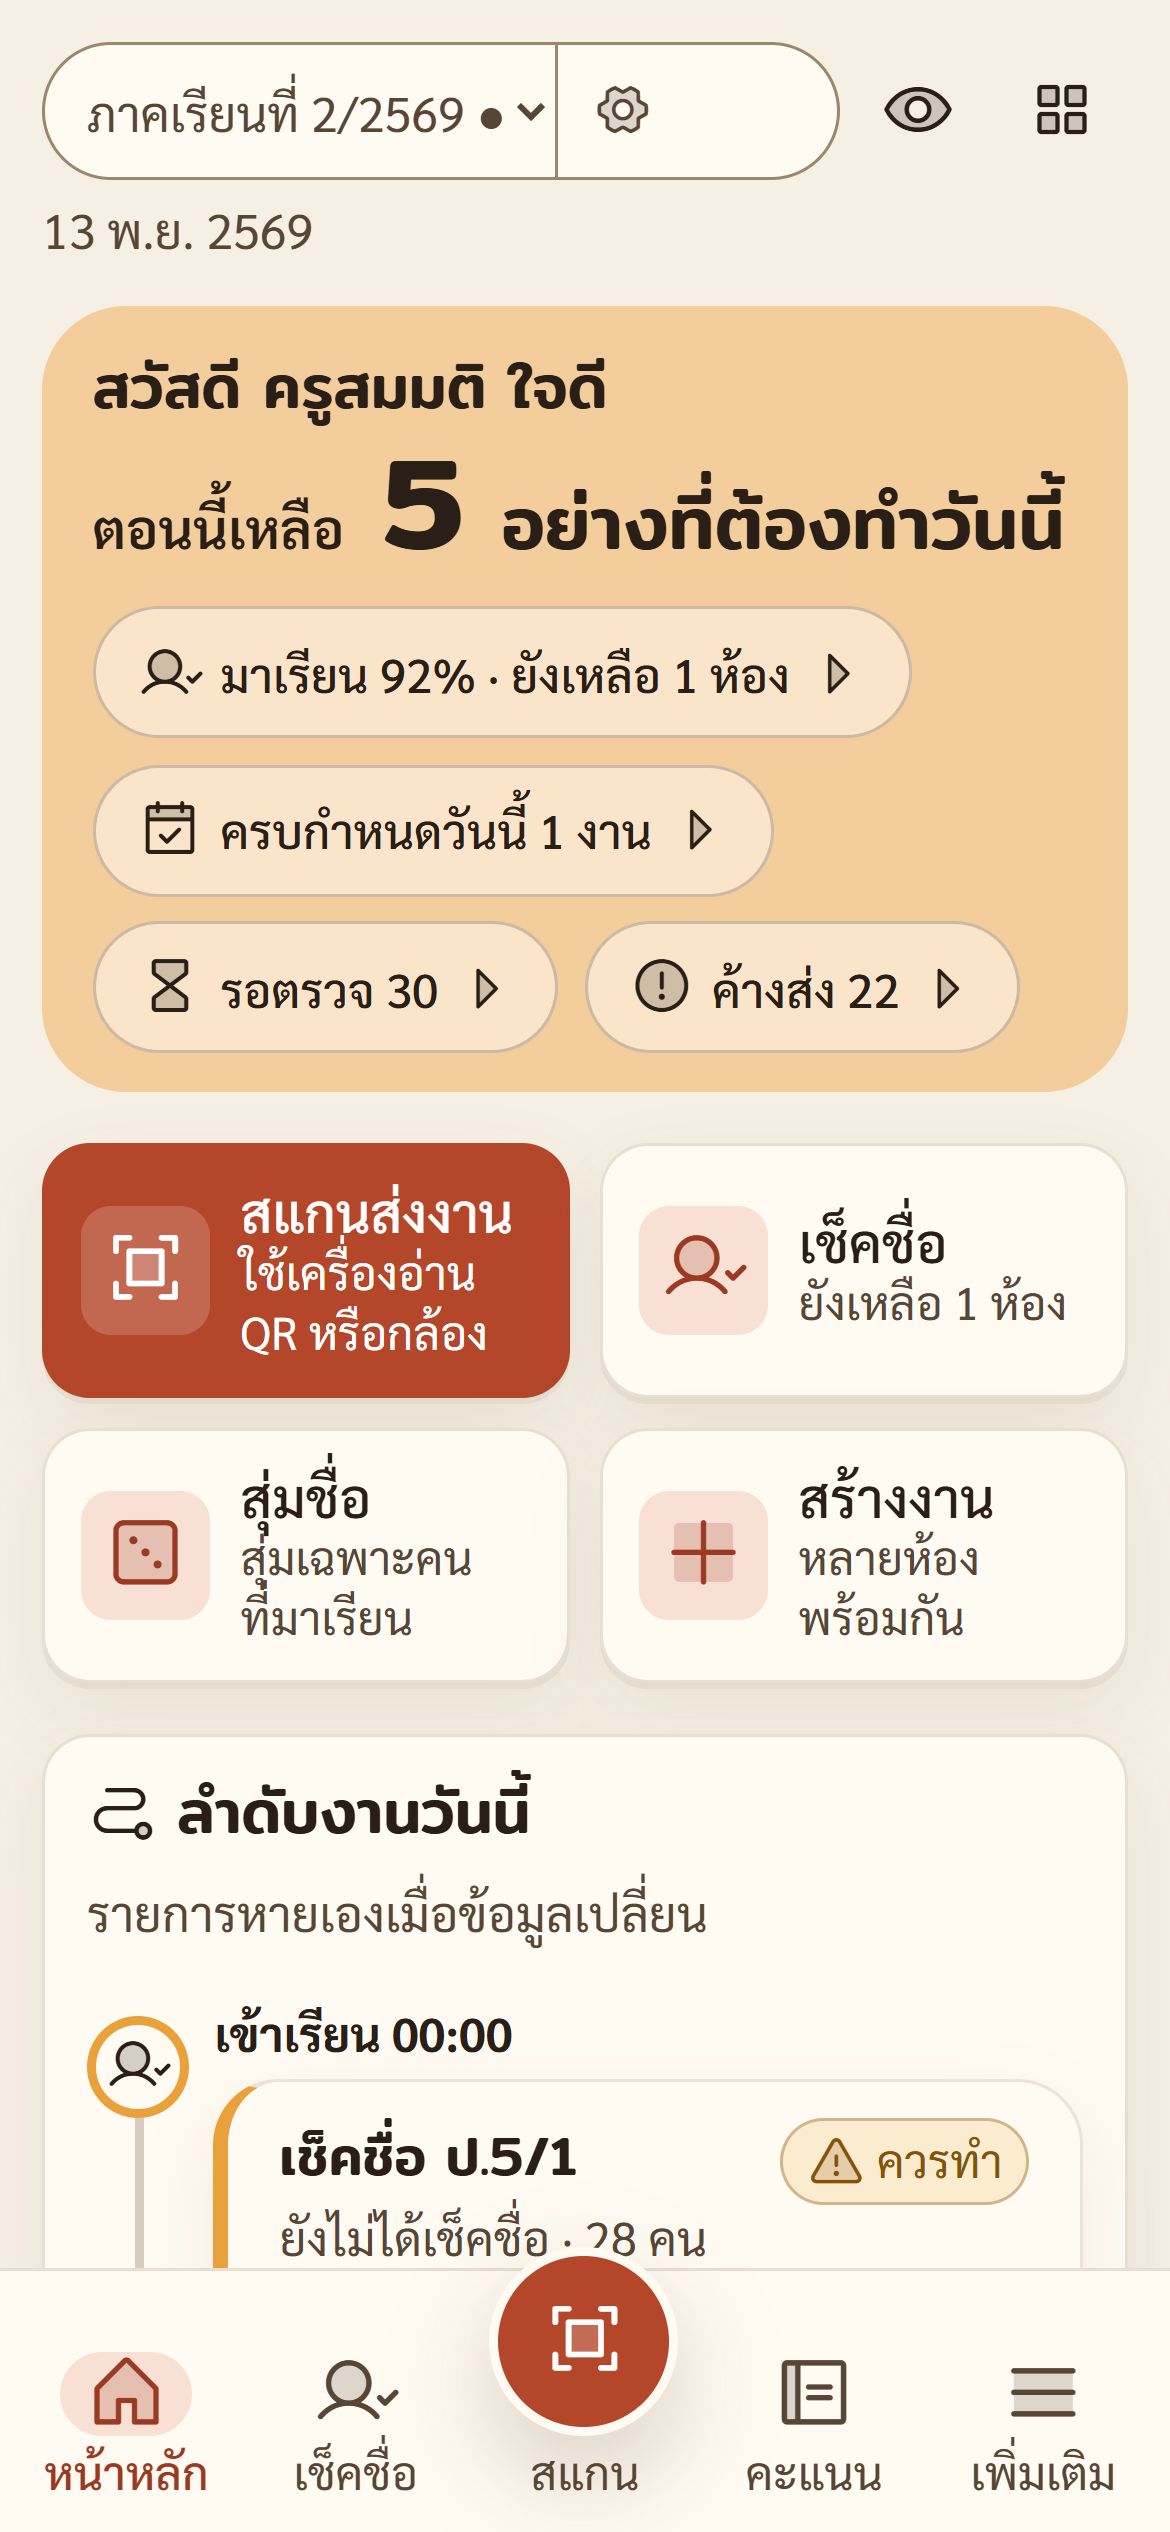 ภาคเรียนที่ 2/2569 ●
13 พ.ย. 2569
สวัสดี ครูสมมติ ใจดี
ตอนนี้เหลือ 5 อย่างที่ต้องทำวันนี้
มาเรียน 92% · ยังเหลือ 1 ห้อง
ครบกำหนดวันนี้ 1 งาน
รอตรวจ 30
ค้างส่ง 22
สแกนส่งงาน
ใช้เครื่องอ่าน
QR หรือกล้อง
เช็คชื่อ
ยังเหลือ 1 ห้อง
สุ่มชื่อ
สุ่มเฉพาะคน
ที่มาเรียน
สร้างงาน
หลายห้อง
พร้อมกัน
ลำดับงานวันนี้
รายการหายเองเมื่อข้อมูลเปลี่ยน
เข้าเรียน 00:00
เช็คชื่อ ป.5/1
ควรทำ
ยังไม่ได้เช็คชื่อ · 28 คน
หน้าหลัก
เช็คชื่อ
สแกน
คะแนน
เพิ่มเติม